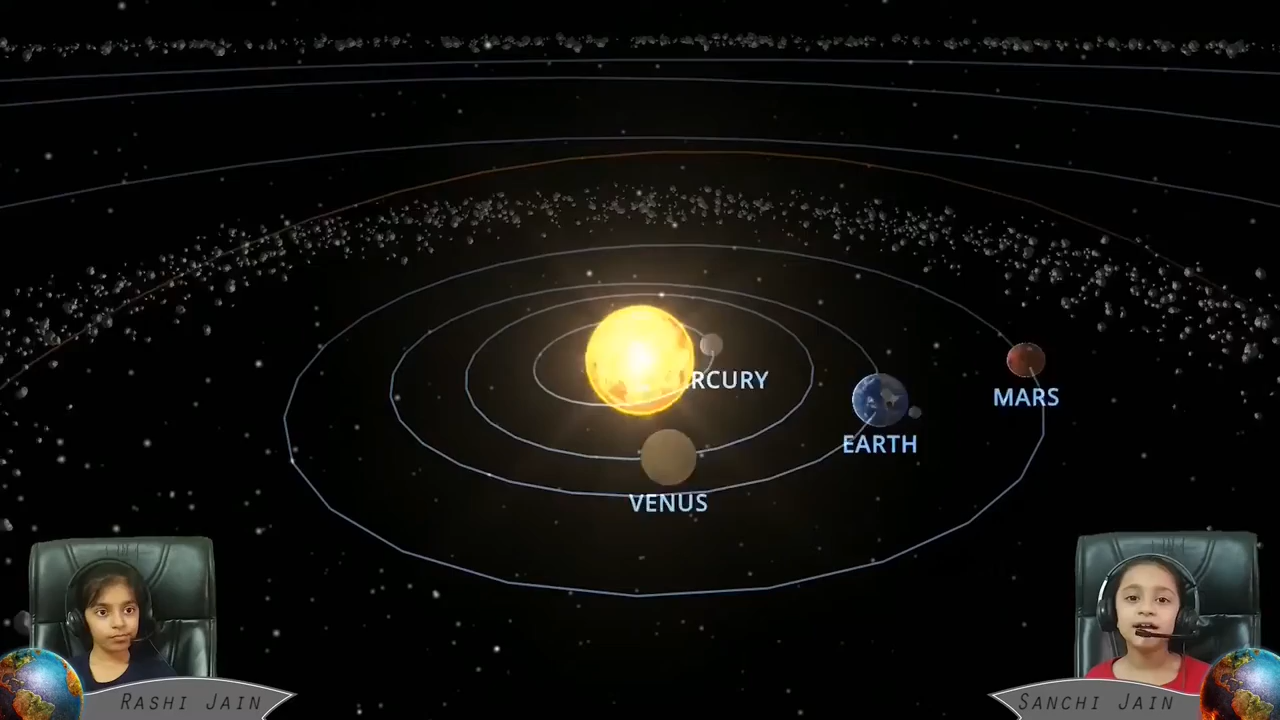 RCURY
MARS
EARTH
VENUS
RASHI JAIN
SANCHI JAIN